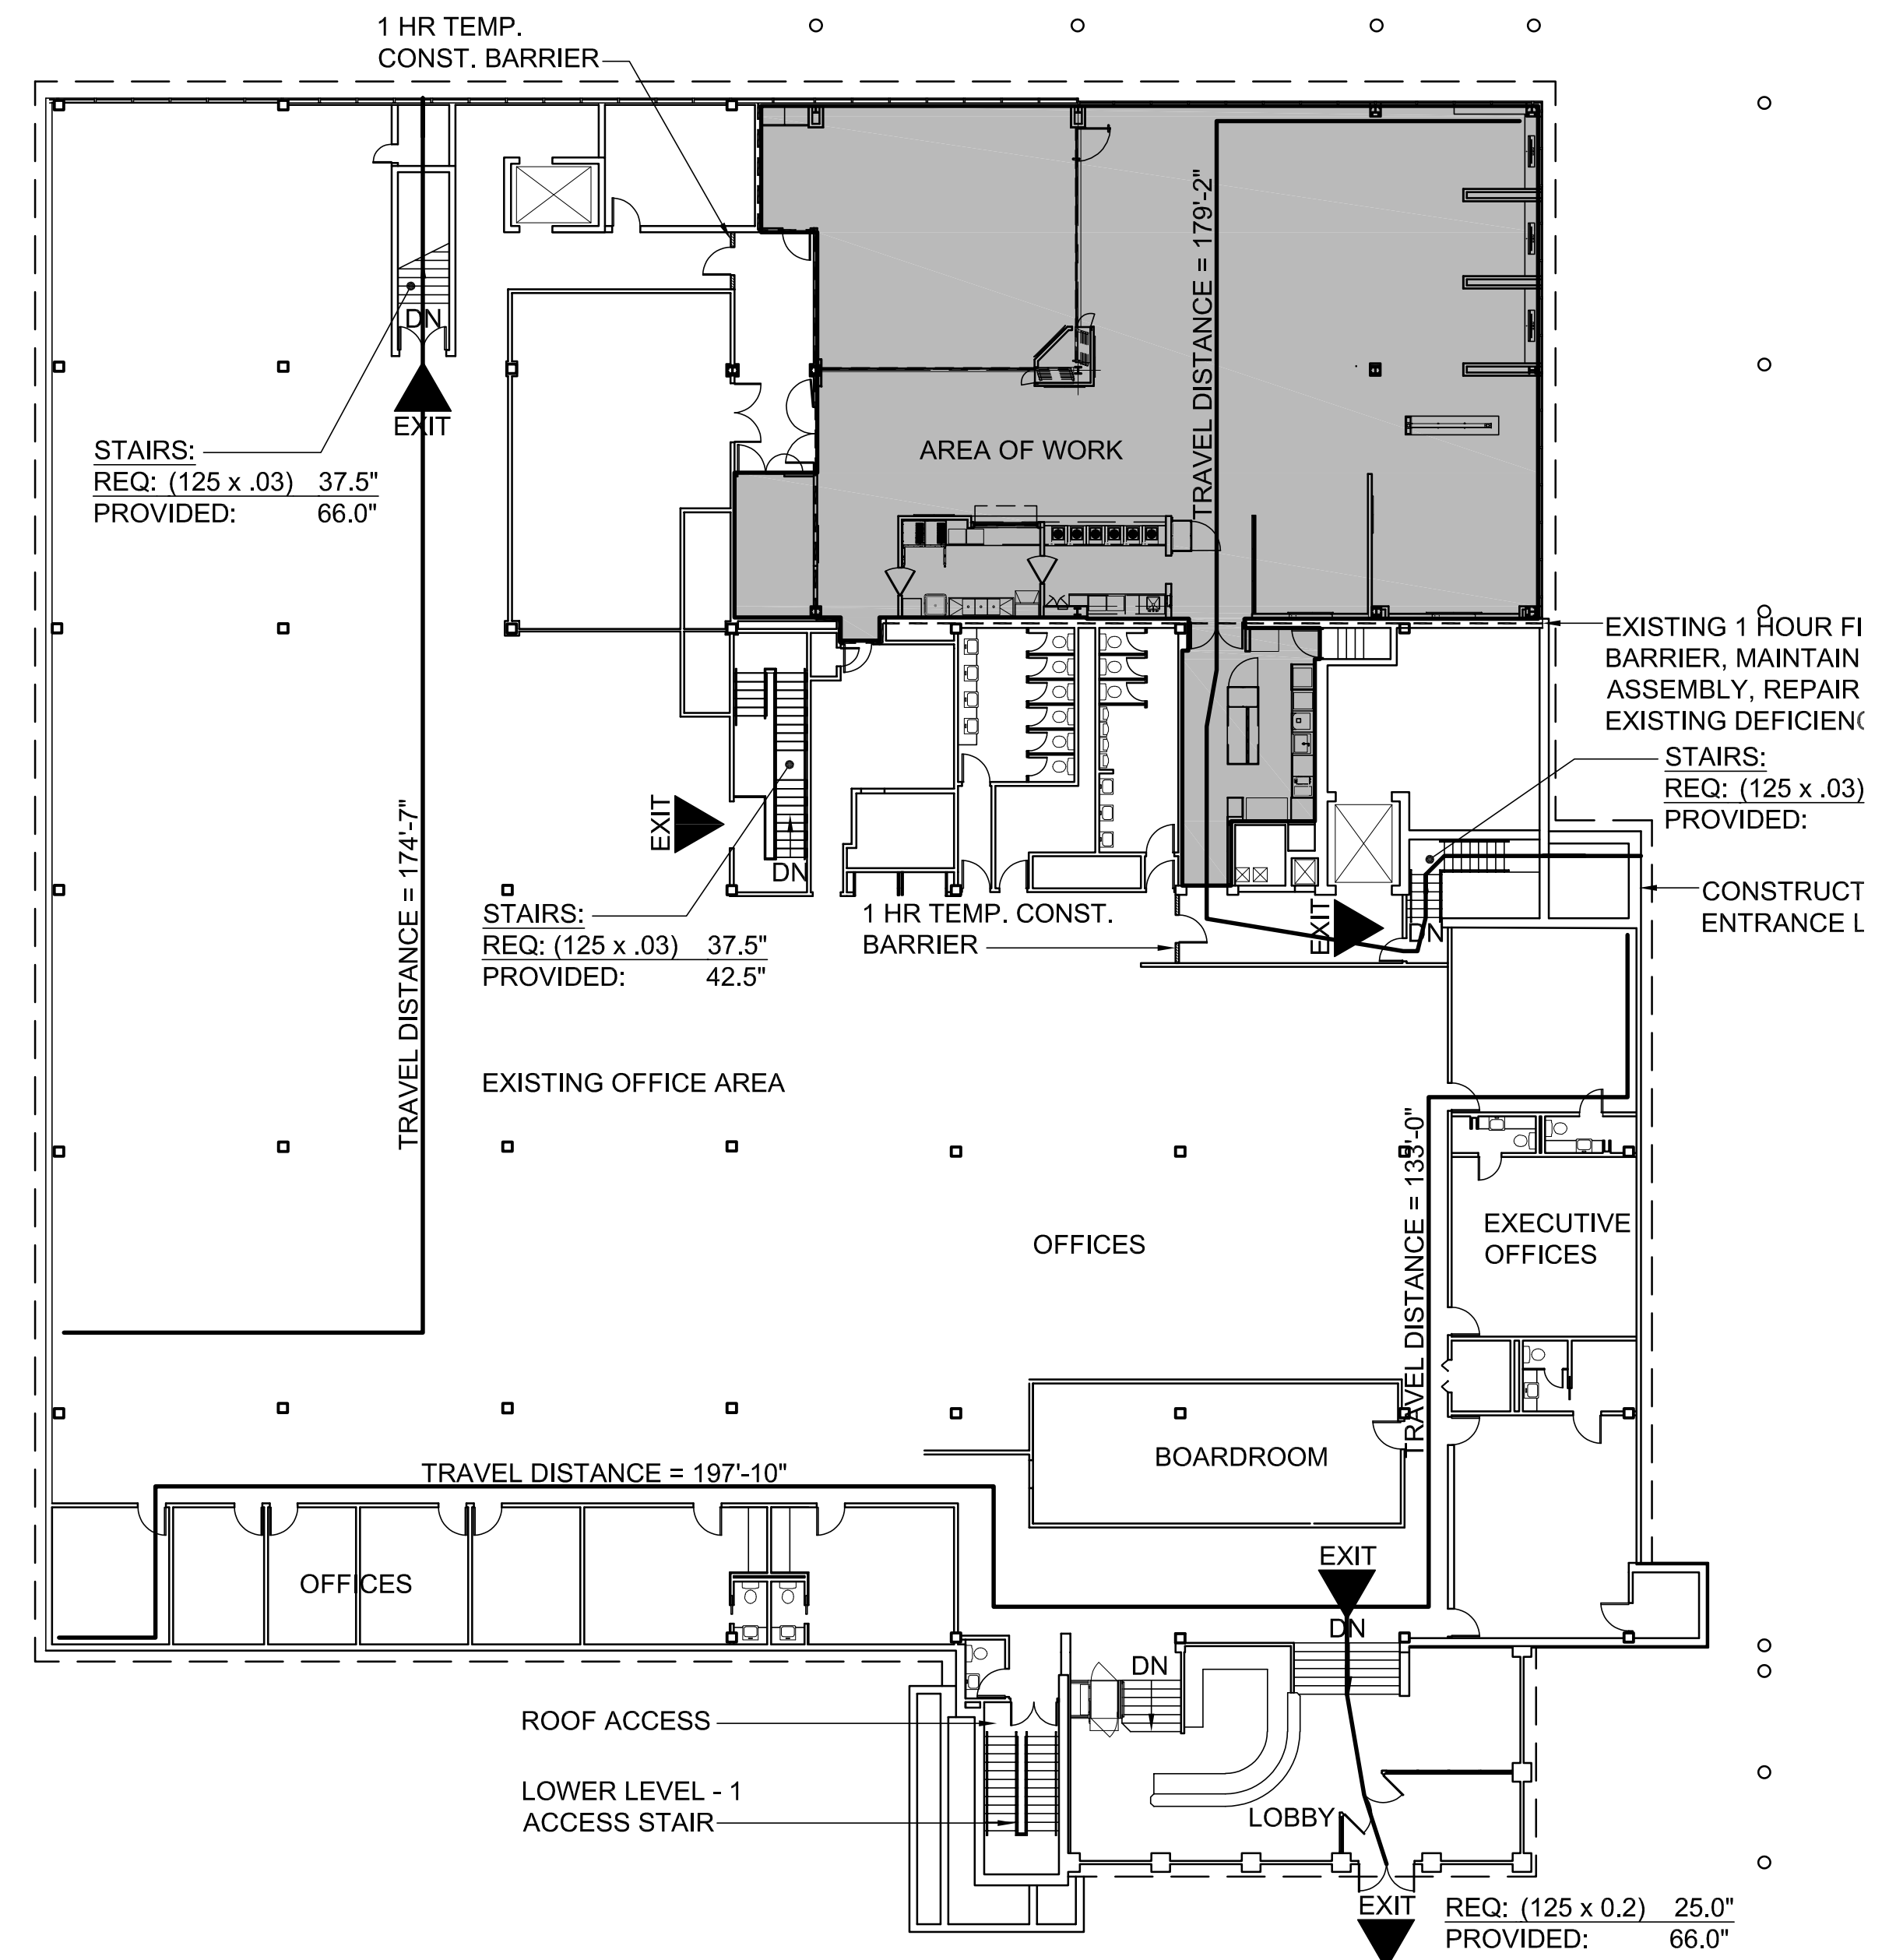 1 HR TEMP.
CONST. BARRIER
TRAVEL DISTANCE = 179'-2"
DN
EXIT
STAIRS:
REQ: (125 x .03) 37.5"
PROVIDED: 66.0"
AREA OF WORK
EXISTING 1 HOUR FI
BARRIER, MAINTAIN
ASSEMBLY, REPAIR
EXISTING DEFICIENC
STAIRS:
REQ: (125 x .03)
PROVIDED:
TRAVEL DISTANCE = 174'-7"
EXIT
DN
STAIRS:
REQ: (125 x .03) 37.5"
PROVIDED: 42.5"
1 HR TEMP. CONST.
BARRIER
EXIT
DN
CONSTRUCT
ENTRANCE L
EXISTING OFFICE AREA
TRAVEL DISTANCE = 133'-0"
OFFICES
EXECUTIVE
OFFICES
BOARDROOM
TRAVEL DISTANCE = 197'-10"
OFFICES
EXIT
DN
DN
ROOF ACCESS
LOWER LEVEL - 1
ACCESS STAIR
LOBBY
EXIT
REQ: (125 x 0.2) 25.0"
PROVIDED: 66.0"